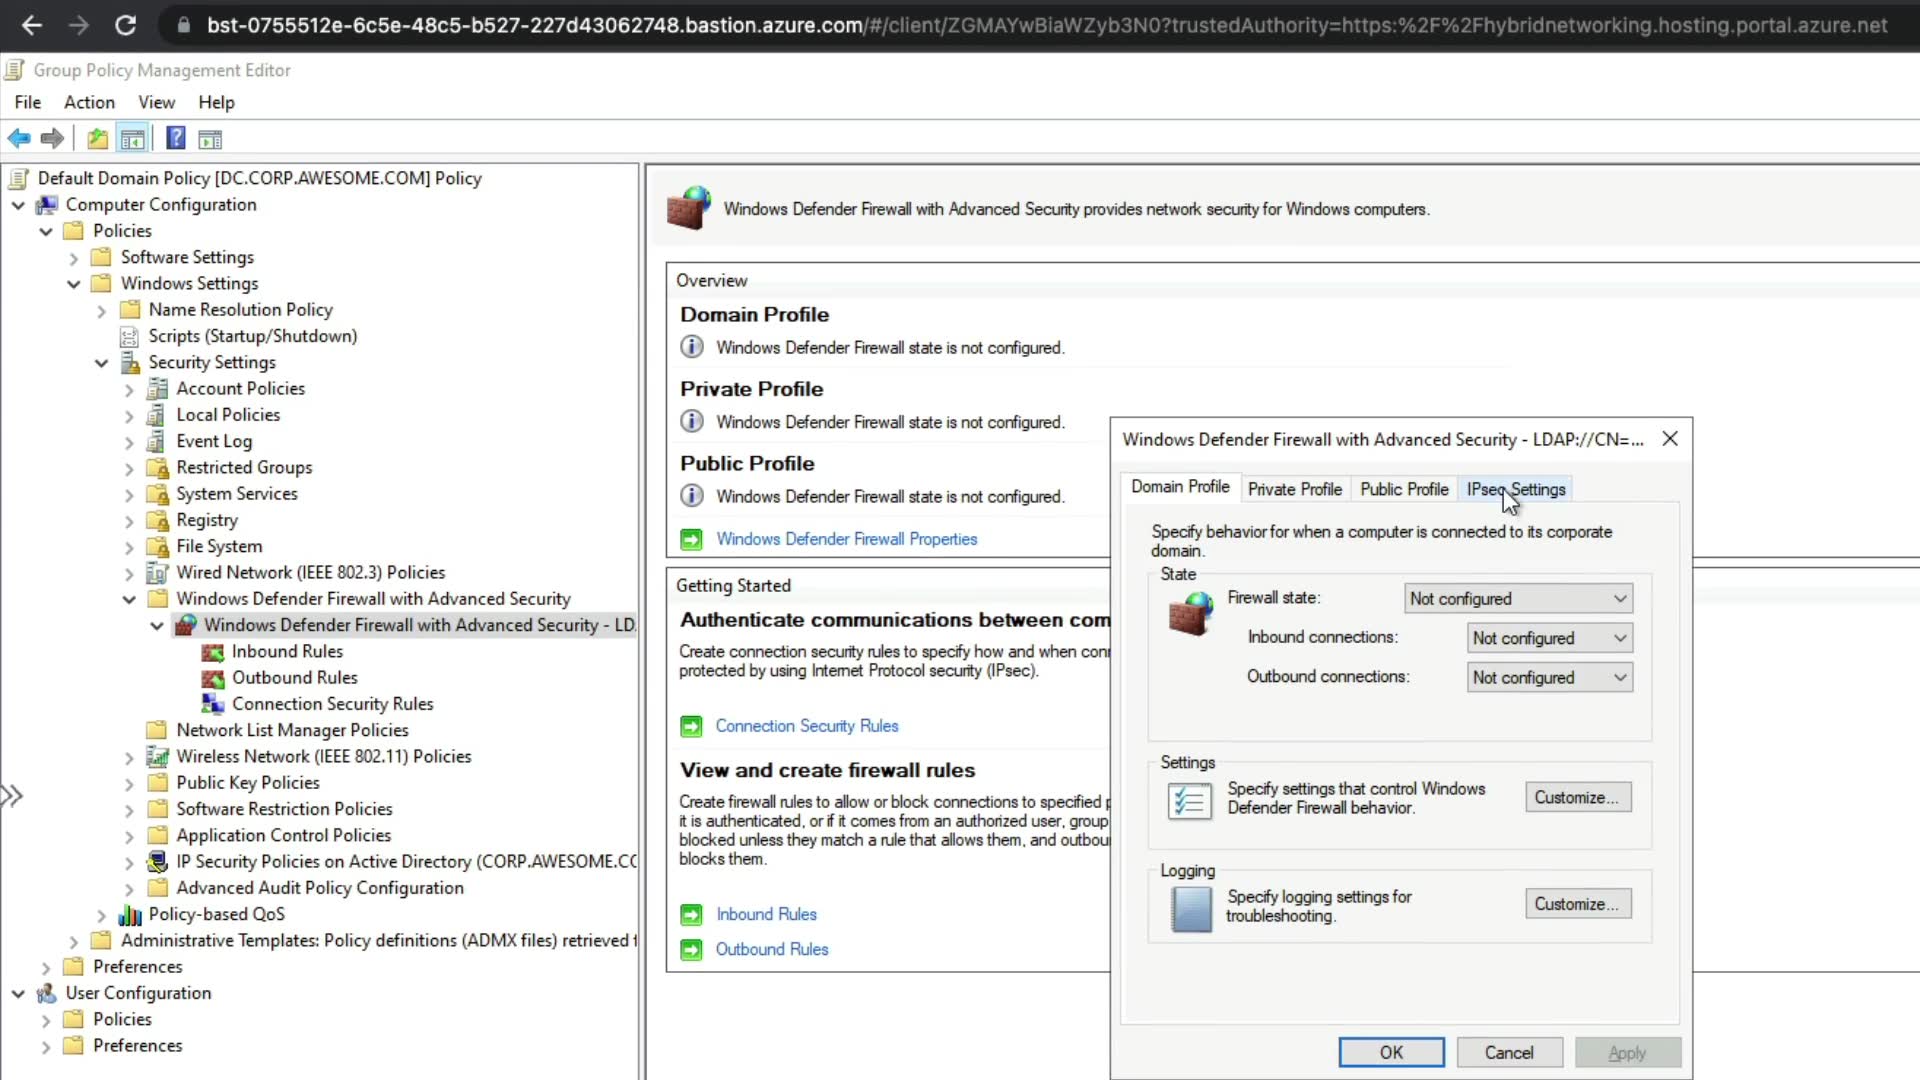 bst-0755512e-6c5e-48c5-b527-227d43062748.bastion.azure.com/#/client/ZGMAYwBiaWZyb3N0?trustedAuthority=https:%2F%2Fhybridnetworking.hosting.portal.azure.net
Group Policy Management Editor
File Action View Help
Default Domain Policy [DC.CORP.AWESOME.COM] Policy
Computer Configuration
Policies
Software Settings
Windows Settings
Name Resolution Policy
Scripts (Startup/Shutdown)
Security Settings
Account Policies
Local Policies
Event Log
Restricted Groups
System Services
Registry
File System
Wired Network (IEEE 802.3) Policies
Windows Defender Firewall with Advanced Security
Windows Defender Firewall with Advanced Security - LD
Inbound Rules
Outbound Rules
Connection Security Rules
Network List Manager Policies
Wireless Network (IEEE 802.11) Policies
Public Key Policies
Software Restriction Policies
Application Control Policies
IP Security Policies on Active Directory (CORP.AWESOME.CO
Advanced Audit Policy Configuration
Policy-based QoS
Administrative Templates: Policy definitions (ADMX files) retrieved f
Preferences
User Configuration
Policies
Preferences
Windows Defender Firewall with Advanced Security provides network security for Windows computers.
Overview
Domain Profile
Windows Defender Firewall state is not configured.
Private Profile
Windows Defender Firewall state is not configured.
Public Profile
Windows Defender Firewall state is not configured.
Windows Defender Firewall Properties
Getting Started
Authenticate communications between com
Create connection security rules to specify how and when conn
protected by using Internet Protocol security (IPsec).
Connection Security Rules
View and create firewall rules
Create firewall rules to allow or block connections to specified p
it is authenticated, or if it comes from an authorized user, group
blocked unless they match a rule that allows them, and outbou
blocks them.
Inbound Rules
Outbound Rules
Windows Defender Firewall with Advanced Security - LDAP://CN=...
Domain Profile Private Profile Public Profile IPsec Settings
Specify behavior for when a computer is connected to its corporate
domain.
State
Firewall state: Not configured
Inbound connections: Not configured
Outbound connections: Not configured
Settings
Specify settings that control Windows
Defender Firewall behavior.
Customize...
Logging
Specify logging settings for
troubleshooting.
Customize...
OK Cancel Apply